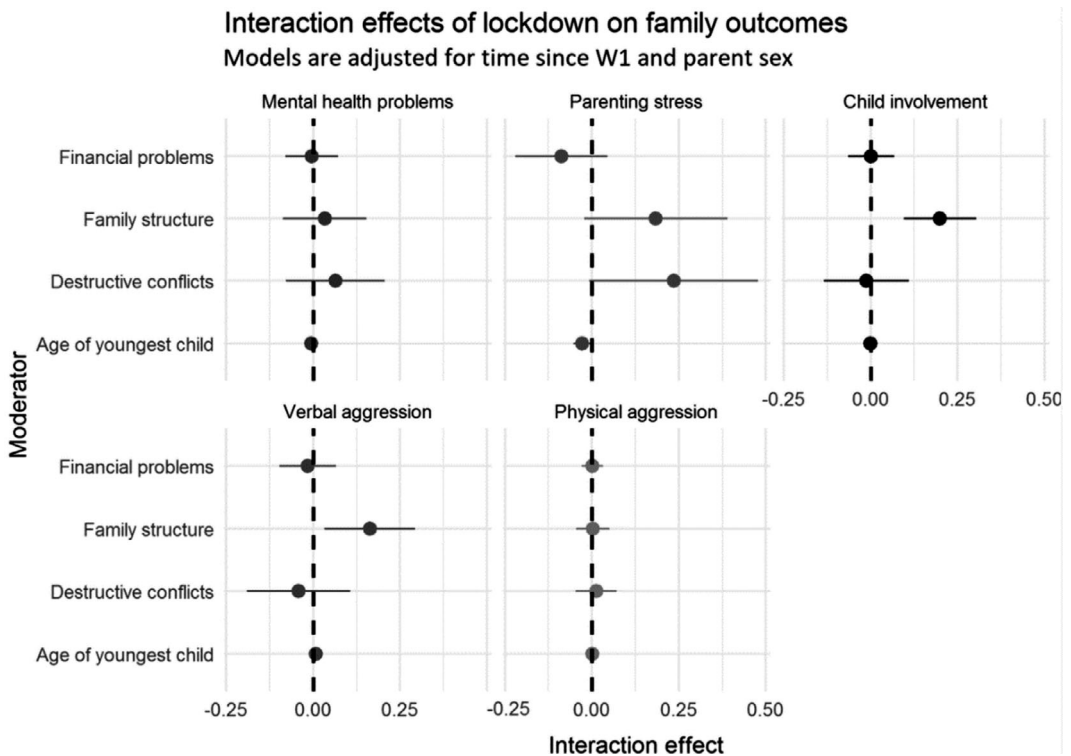 Interaction effects of lockdown on family outcomes
Models are adjusted for time since W1 and parent sex
Mental health problems Parenting stress Child involvement
Financial problems
Family structure
Destructive conflicts
Age of youngest child
-0.25 0.00 0.25 0.50
Moderator
Verbal aggression Physical aggression
Financial problems
Family structure
Destructive conflicts
Age of youngest child
-0.25 0.00 0.25 -0.25 0.00 0.25 0.50
Interaction effect